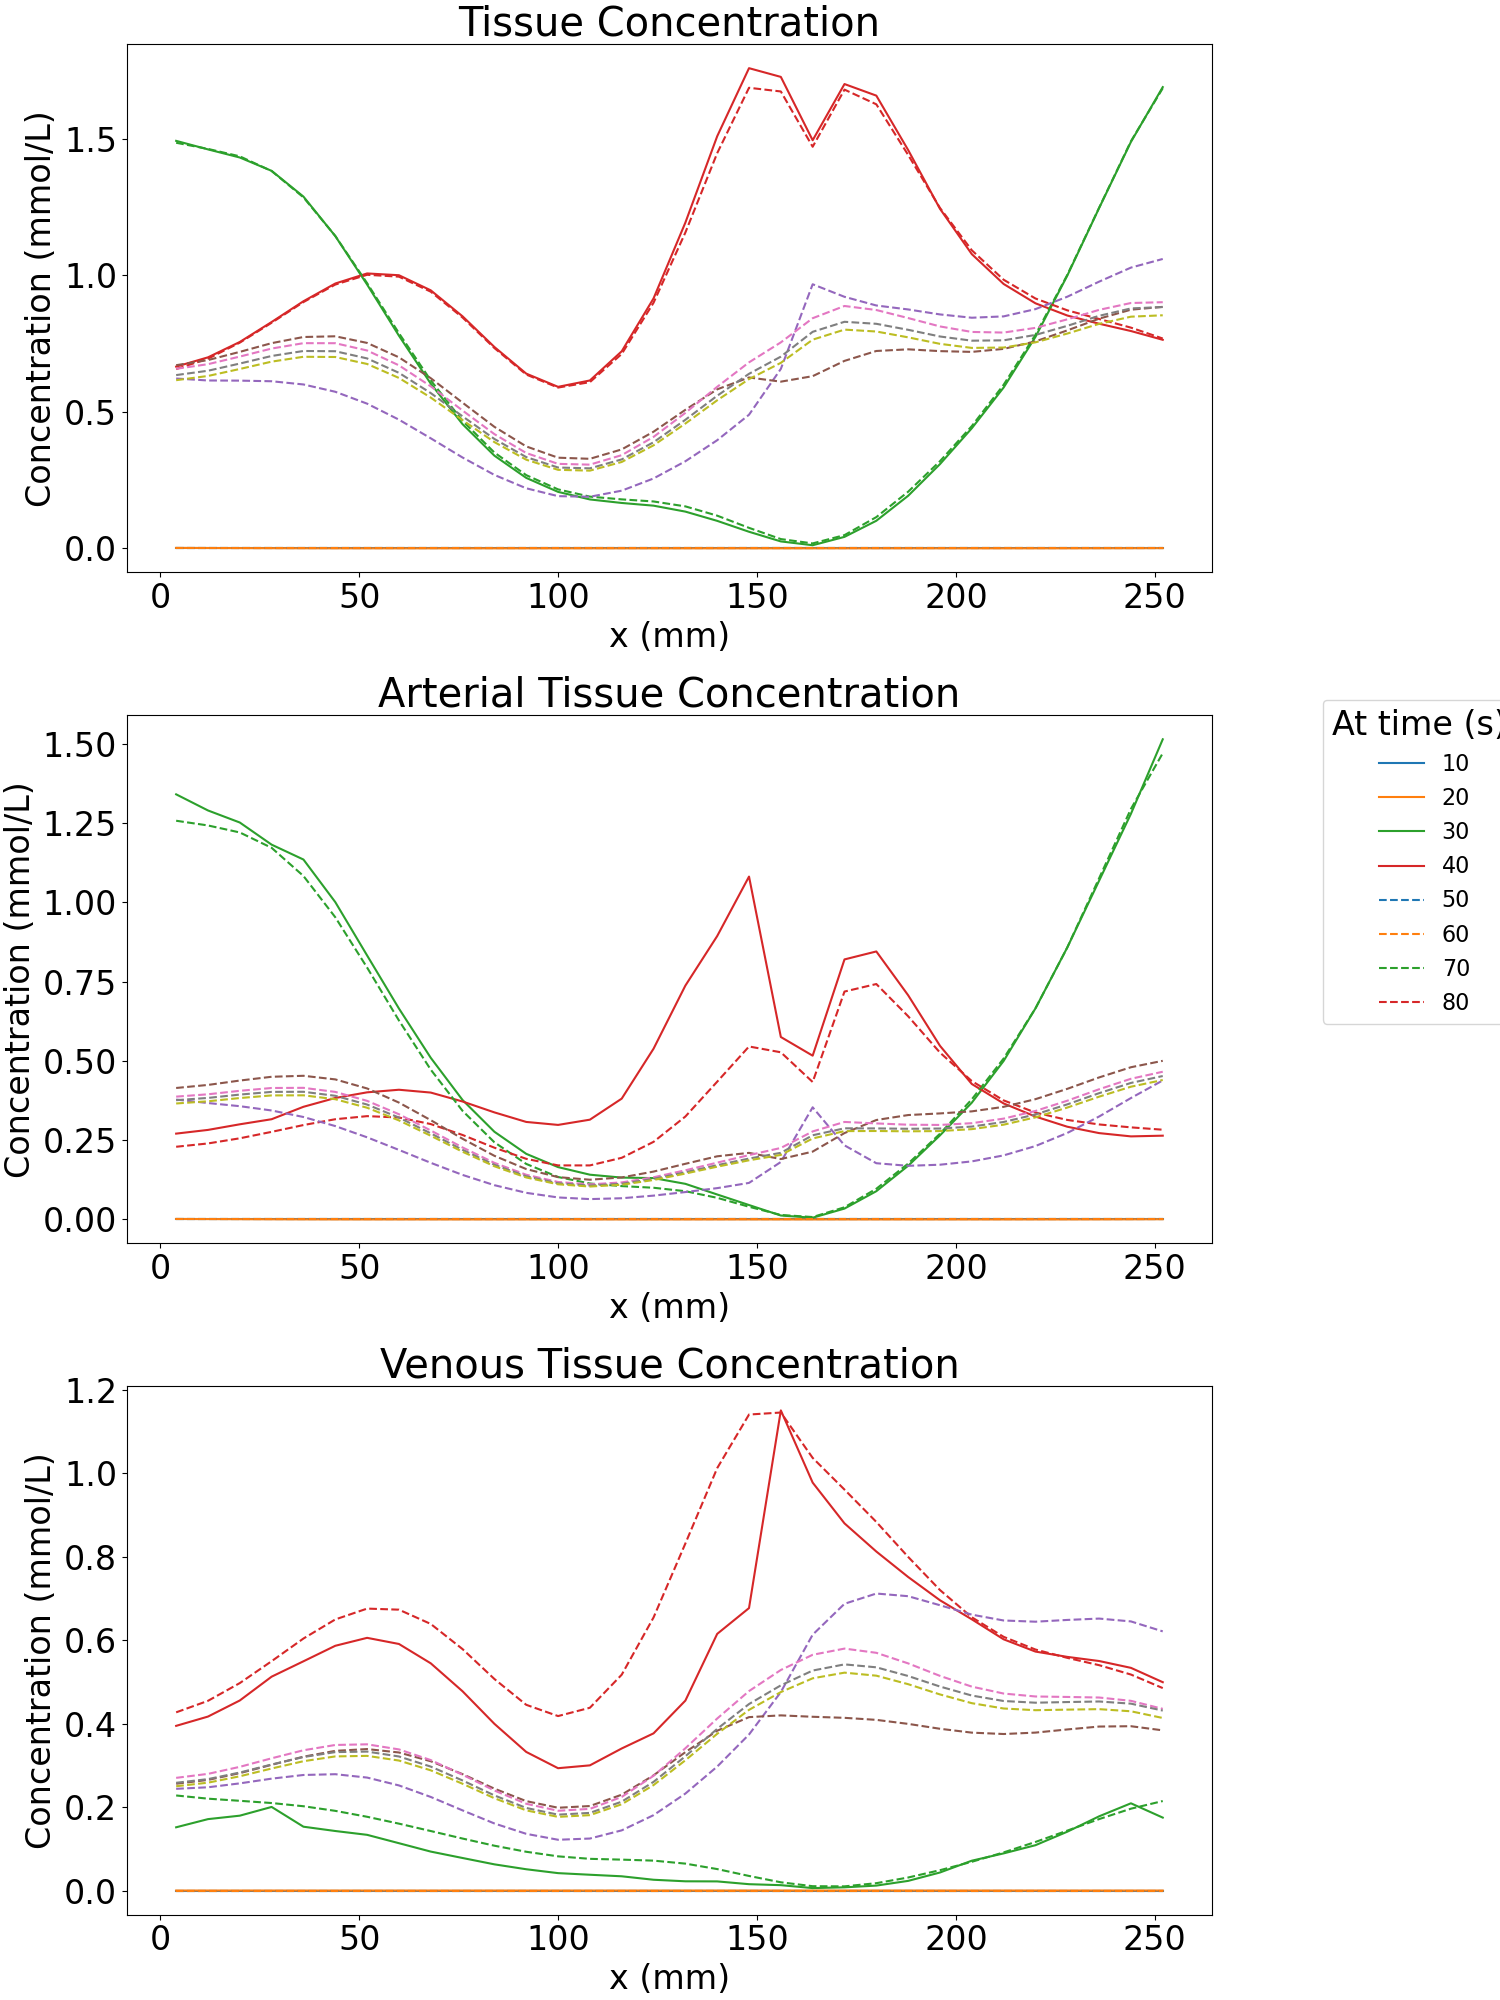 Tissue Concentration
Concentration (mmol/L)
1.5
1.0
0.5
0.0
0 50 100 150 200 250
x (mm)
Arterial Tissue Concentration
Concentration (mmol/L)
1.50
1.25
1.00
0.75
0.50
0.25
0.00
0 50 100 150 200 250
x (mm)
At time (s)
10
20
30
40
50
60
70
80
Venous Tissue Concentration
Concentration (mmol/L)
1.2
1.0
0.8
0.6
0.4
0.2
0.0
0 50 100 150 200 250
x (mm)